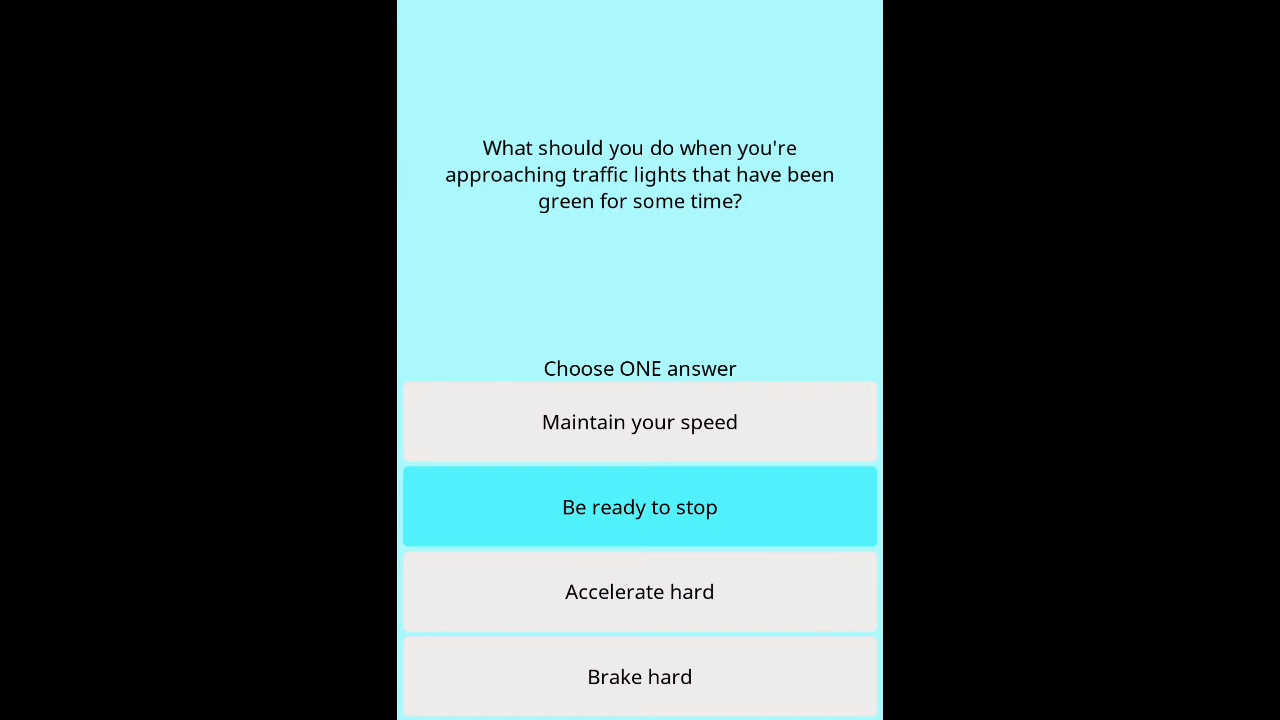 What should you do when you're
approaching traffic lights that have been
green for some time?
Choose ONE answer
Maintain your speed
Be ready to stop
Accelerate hard
Brake hard